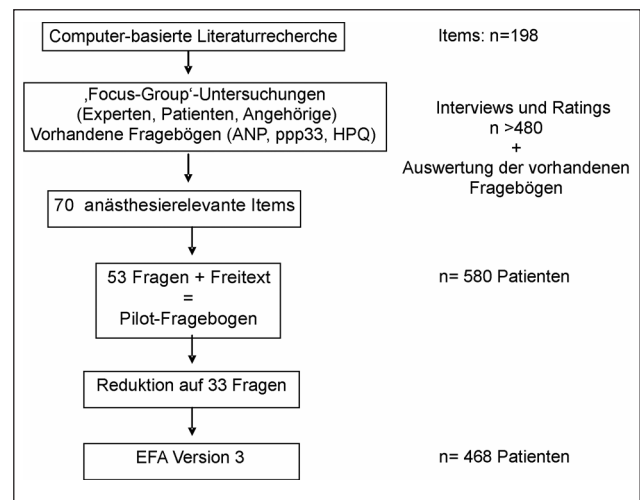 Computer-basierte Literaturrecherche
Items: n=198
‚Focus-Group‘-Untersuchungen
(Experten, Patienten, Angehörige)
Vorhandene Fragebögen (ANP, ppp33, HPQ)
Interviews und Ratings
n >480
+
Auswertung der vorhandenen
Fragebögen
70 anästhesierelevante Items
53 Fragen + Freitext
=
Pilot-Fragebogen
n= 580 Patienten
Reduktion auf 33 Fragen
EFA Version 3
n= 468 Patienten